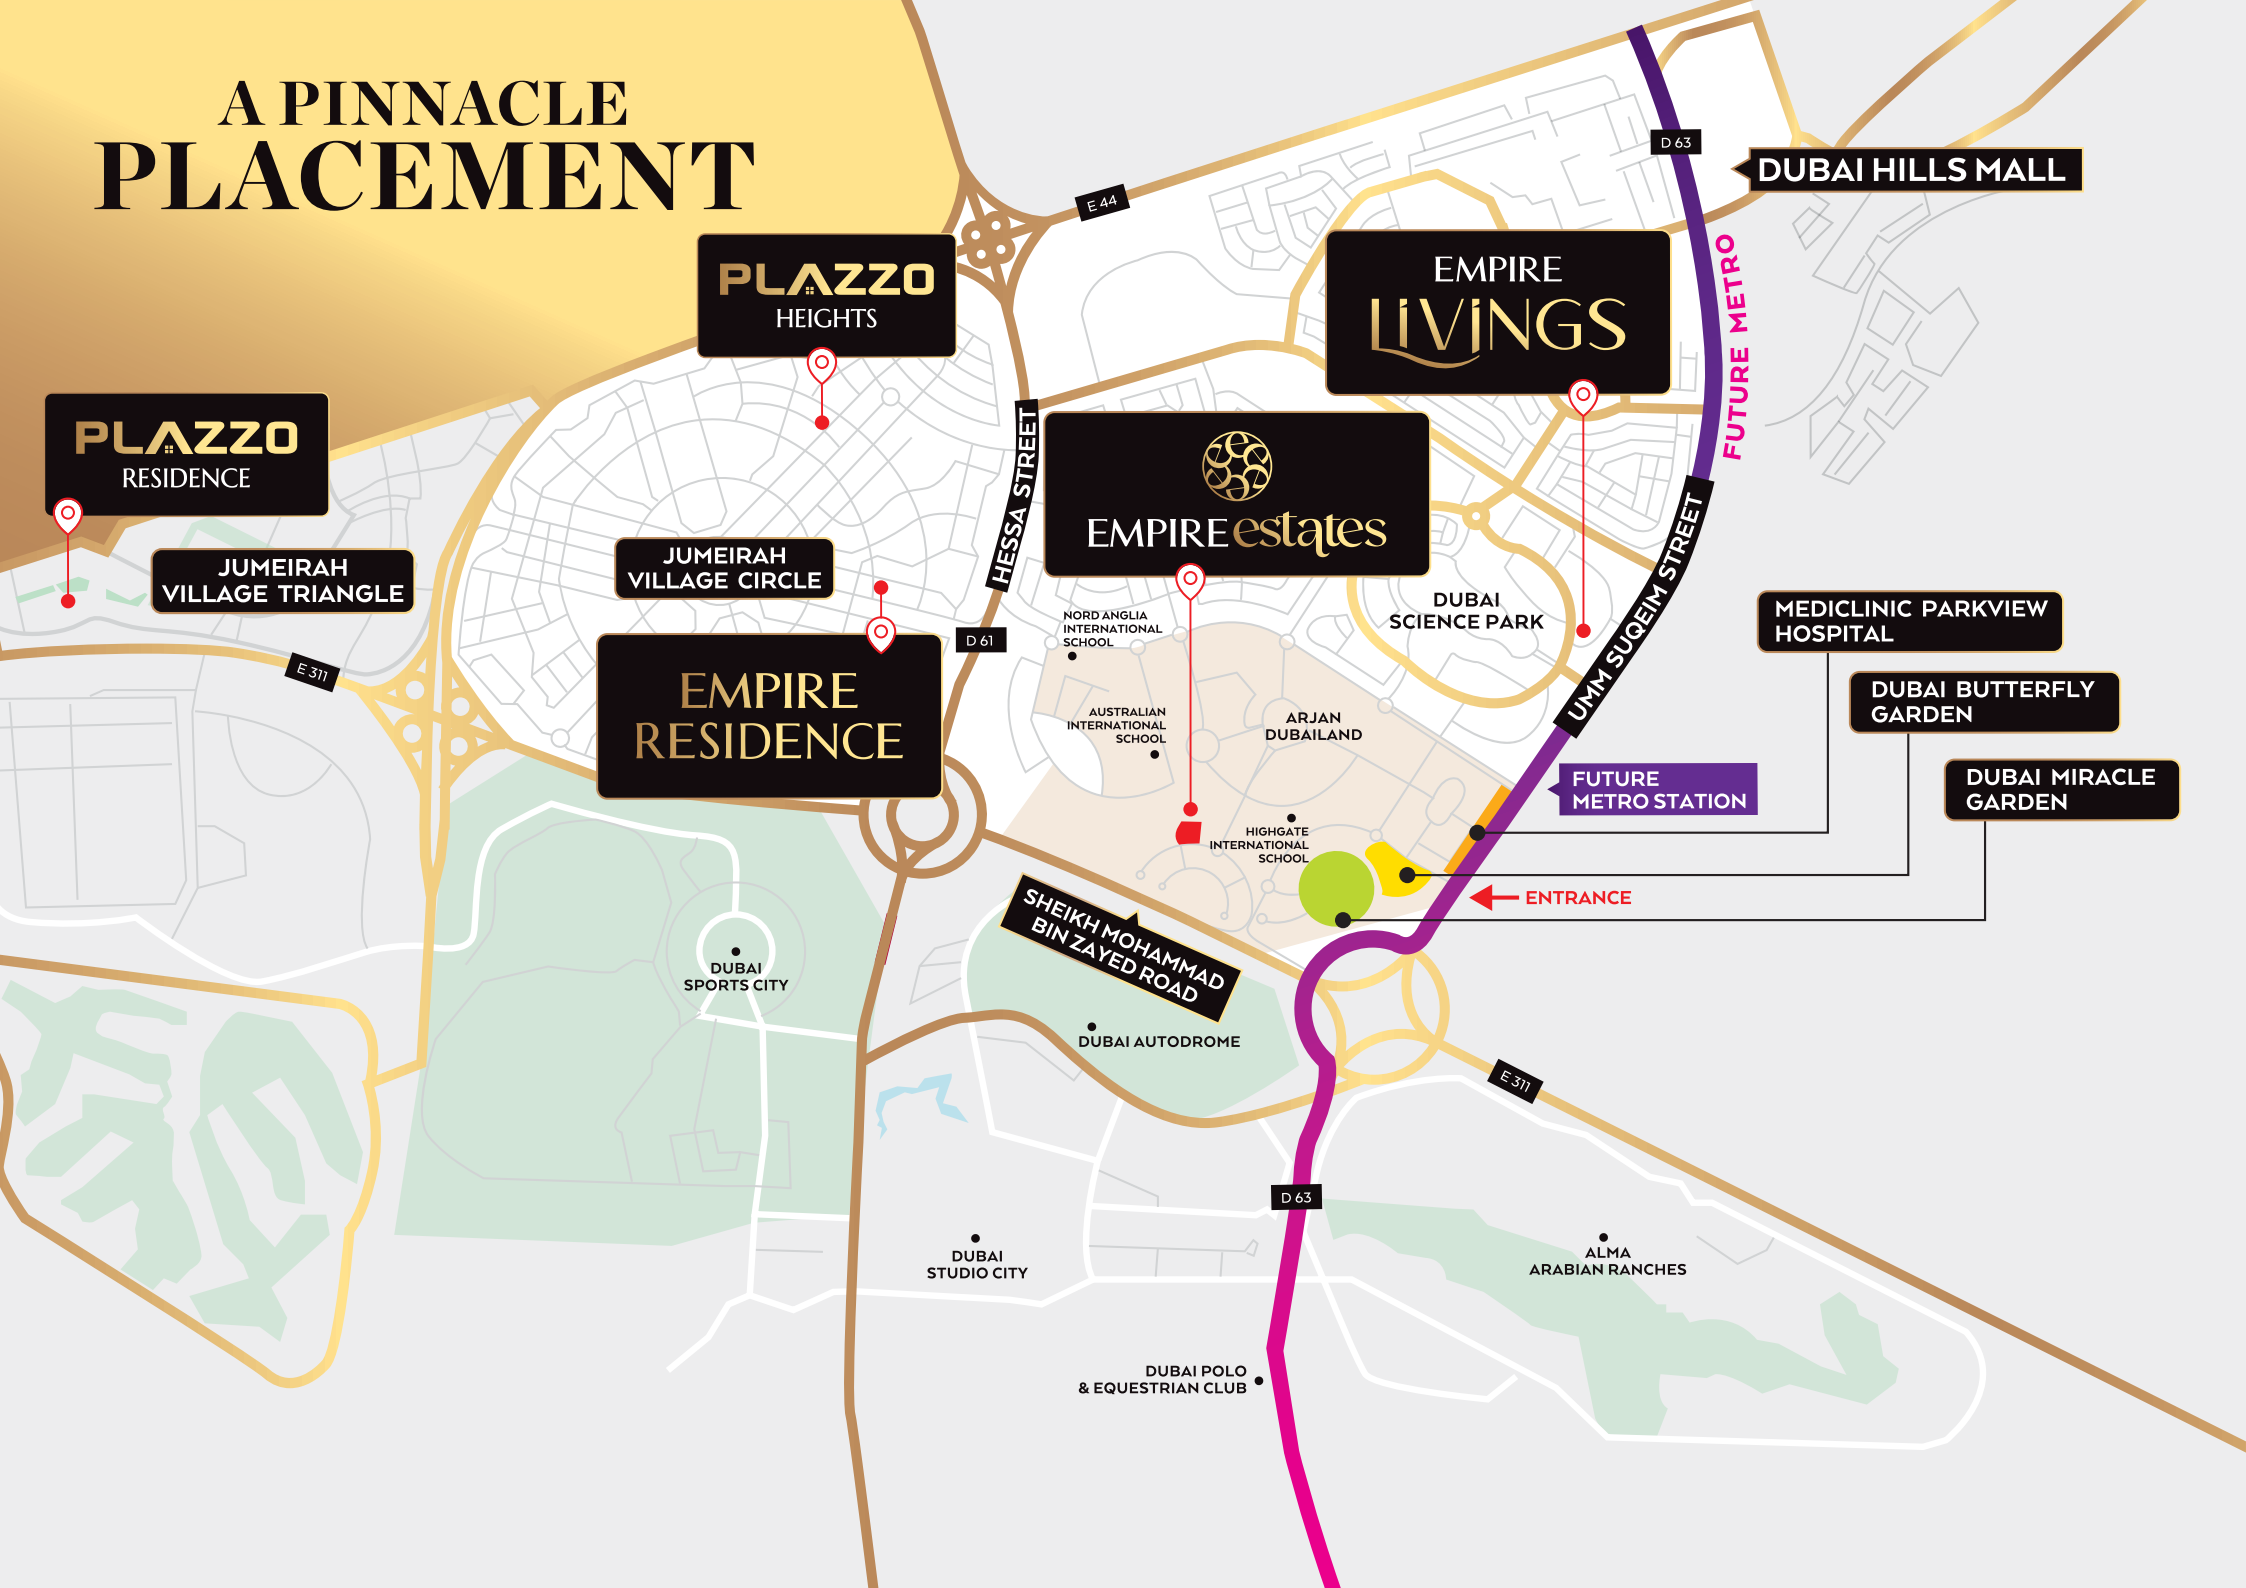 A PINNACLE
PLACEMENT
PLAZZO
HEIGHTS
E 44
D 63
DUBAI HILLS MALL
EMPIRE
LiViNGS
FUTURE METRO
PLAZZO
RESIDENCE
HESSA STREET
EMPIRE estates
JUMEIRAH
VILLAGE TRIANGLE
JUMEIRAH
VILLAGE CIRCLE
DUBAI
SCIENCE PARK
UMM SUQEIM STREET
MEDICLINIC PARKVIEW
HOSPITAL
NORD ANGLIA
INTERNATIONAL
SCHOOL
D 61
E 311
EMPIRE
RESIDENCE
DUBAI BUTTERFLY
GARDEN
AUSTRALIAN
INTERNATIONAL
SCHOOL
ARJAN
DUBAILAND
FUTURE
METRO STATION
DUBAI MIRACLE
GARDEN
HIGHGATE
INTERNATIONAL
SCHOOL
ENTRANCE
SHEIKH MOHAMMAD
BIN ZAYED ROAD
DUBAI
SPORTS CITY
DUBAI AUTODROME
E 311
D 63
DUBAI
STUDIO CITY
ALMA
ARABIAN RANCHES
DUBAI POLO
& EQUESTRIAN CLUB